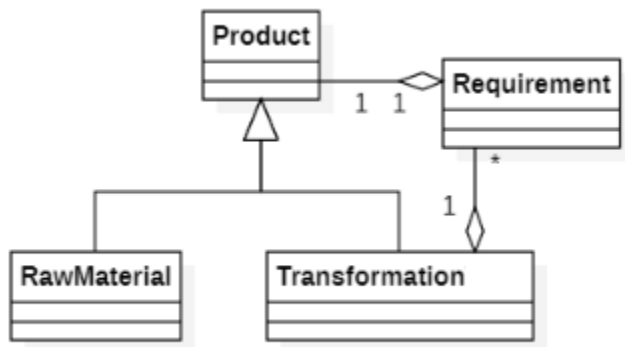 Product
1 1
Requirement
*
1
RawMaterial
Transformation